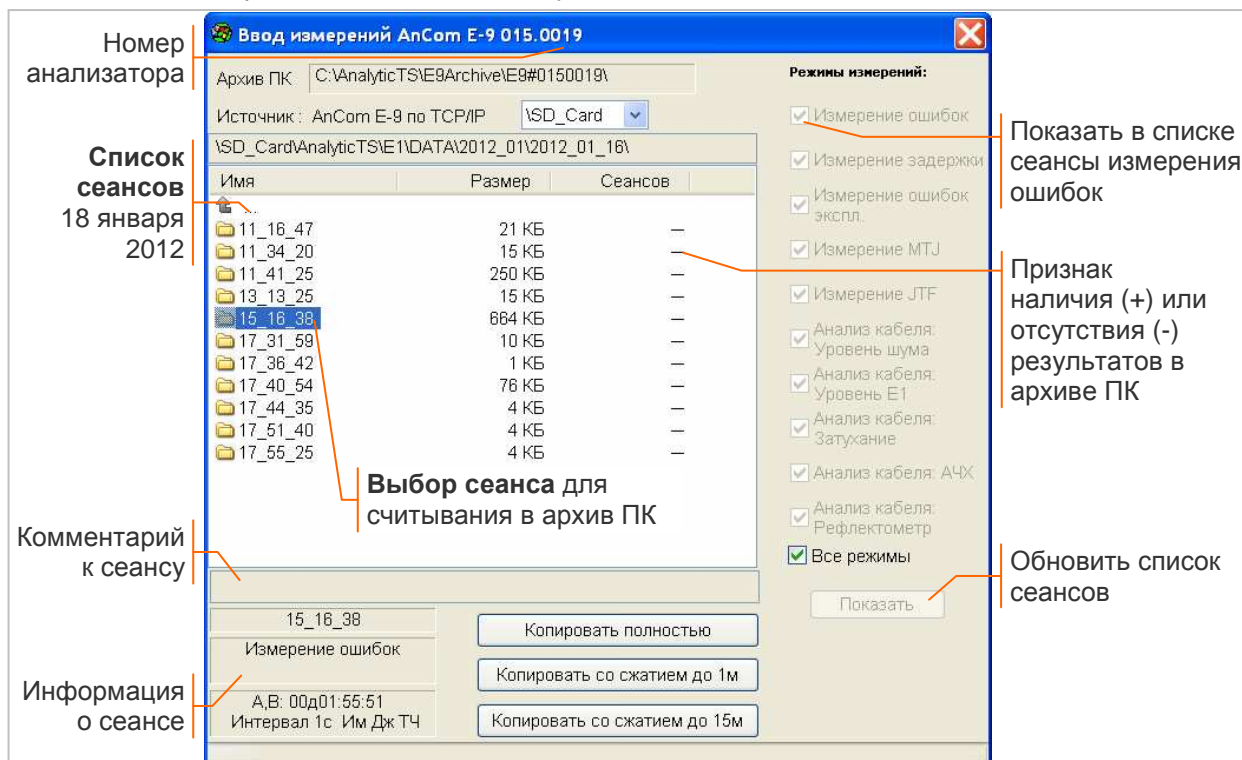 Ввод измерений AnCom E-9 015.0019
Номер
анализатора
Архив ПК C:\AnalyticTS\E9Archive\E9#0150019\
Источник : AnCom E-9 по TCP/IP \SD_Card
\SD_Card\AnalyticTS\E1\DATA\2012_01\2012_01_16\
Список
сеансов
18 января
2012
Имя Размер Сеансов
...
11_16_47 21 КБ —
11_34_20 15 КБ —
11_41_25 250 КБ —
13_13_25 15 КБ —
15_16_38 664 КБ —
17_31_59 10 КБ —
17_36_42 1 КБ —
17_40_54 76 КБ —
17_44_35 4 КБ —
17_51_40 4 КБ —
17_55_25 4 КБ —
Выбор сеанса для
считывания в архив ПК
Режимы измерений:
Измерение ошибок
Измерение задержки
Измерение ошибок
экспл.
Измерение MTJ
Измерение JTF
Анализ кабеля:
Уровень шума
Анализ кабеля:
Уровень E1
Анализ кабеля:
Затухание
Анализ кабеля: АЧХ
Анализ кабеля:
Рефлектометр
Все режимы
Показать
Показать в списке
сеансы измерения
ошибок
Признак
наличия (+) или
отсутствия (-)
результатов в
архиве ПК
Обновить список
сеансов
Комментарий
к сеансу
15_16_38
Измерение ошибок
Информация
о сеансе
А,В: 00д01:55:51
Интервал 1с Им Дж ТЧ
Копировать полностью
Копировать со сжатием до 1м
Копировать со сжатием до 15м